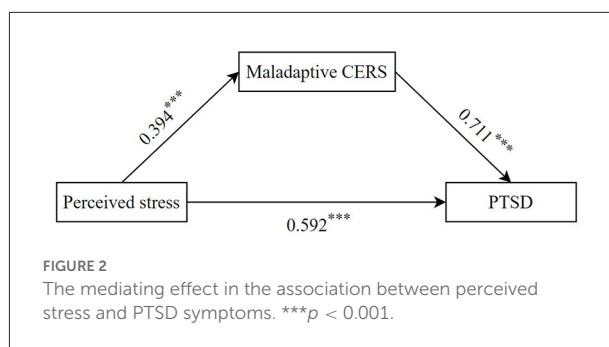 Maladaptive CERS
0.394***
0.711***
Perceived stress
PTSD
0.592***
FIGURE 2
The mediating effect in the association between perceived
stress and PTSD symptoms. ***p < 0.001.